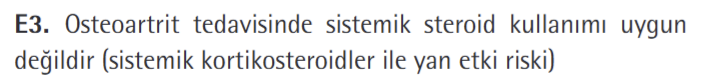 E3. Osteoartrit tedavisinde sistemik steroid kullanımı uygun
değildir (sistemik kortikosteroidler ile yan etki riski)